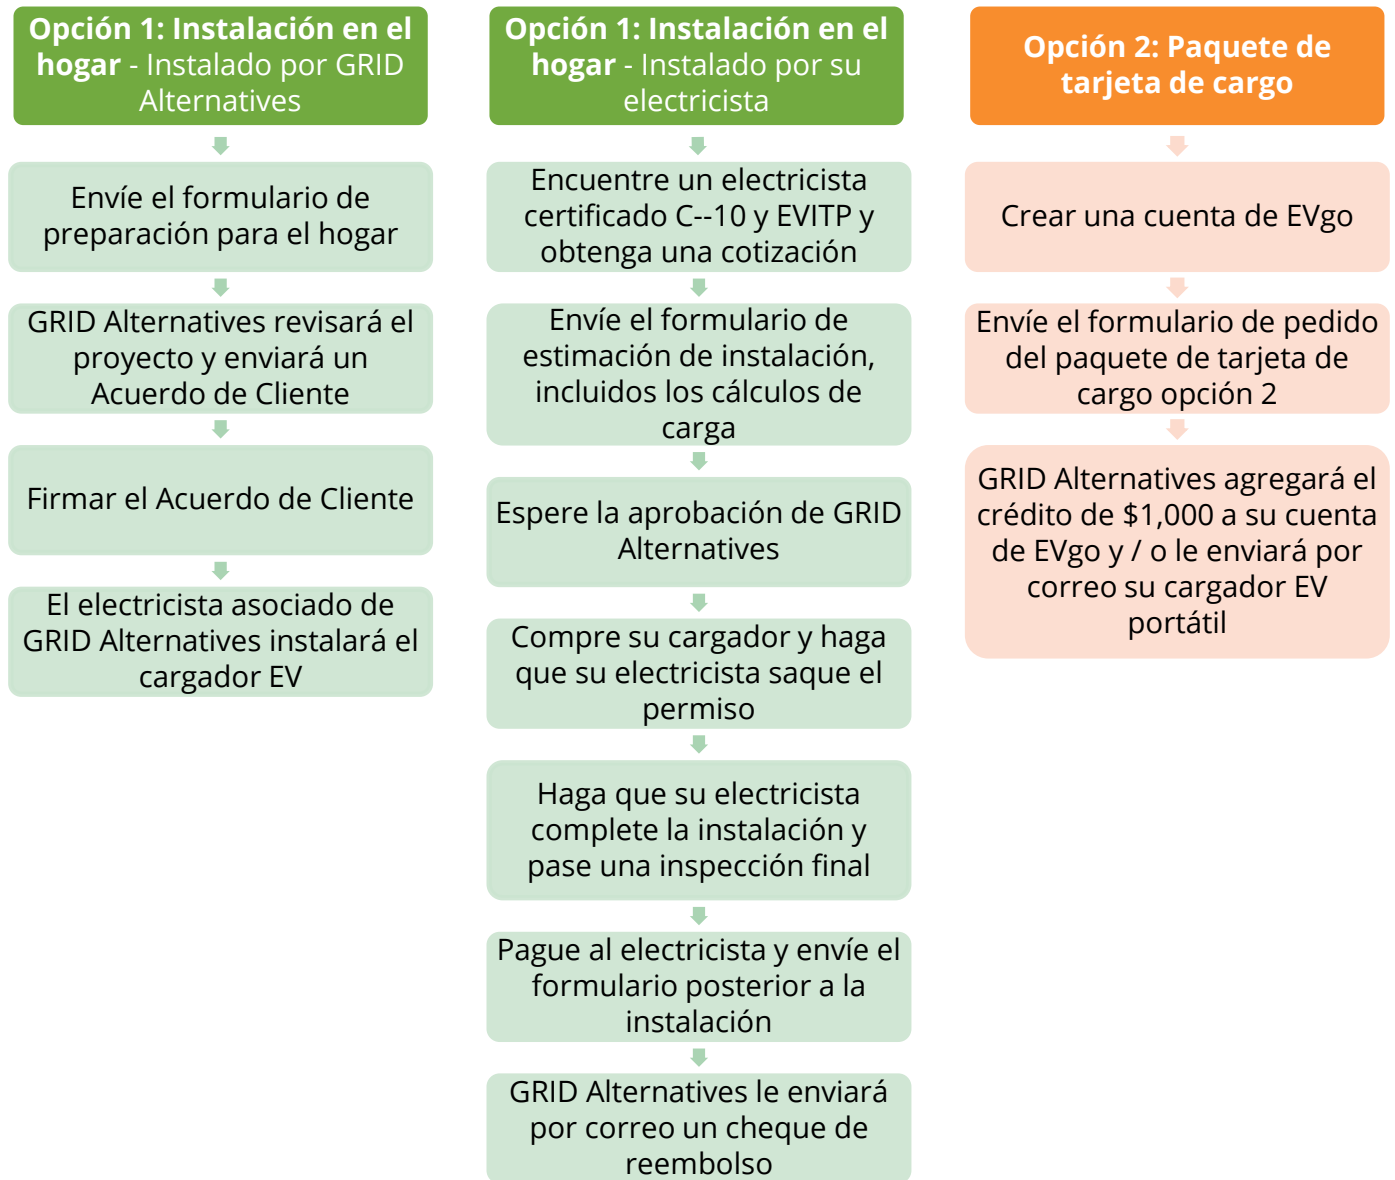 Opción 1: Instalación en el
hogar - Instalado por GRID
Alternatives
Envíe el formulario de
preparación para el hogar
GRID Alternatives revisará el
proyecto y enviará un
Acuerdo de Cliente
Firmar el Acuerdo de Cliente
El electricista asociado de
GRID Alternatives instalará el
cargador EV
Opción 1: Instalación en el
hogar - Instalado por su
electricista
Encuentre un electricista
certificado C--10 y EVITP y
obtenga una cotización
Envíe el formulario de
estimación de instalación,
incluidos los cálculos de
carga
Espere la aprobación de GRID
Alternatives
Compre su cargador y haga
que su electricista saque el
permiso
Haga que su electricista
complete la instalación y
pase una inspección final
Pague al electricista y envíe el
formulario posterior a la
instalación
GRID Alternatives le enviará
por correo un cheque de
reembolso
Opción 2: Paquete de
tarjeta de cargo
Crear una cuenta de EVgo
Envíe el formulario de pedido
del paquete de tarjeta de
cargo opción 2
GRID Alternatives agregará el
crédito de $1,000 a su cuenta
de EVgo y / o le enviará por
correo su cargador EV
portátil